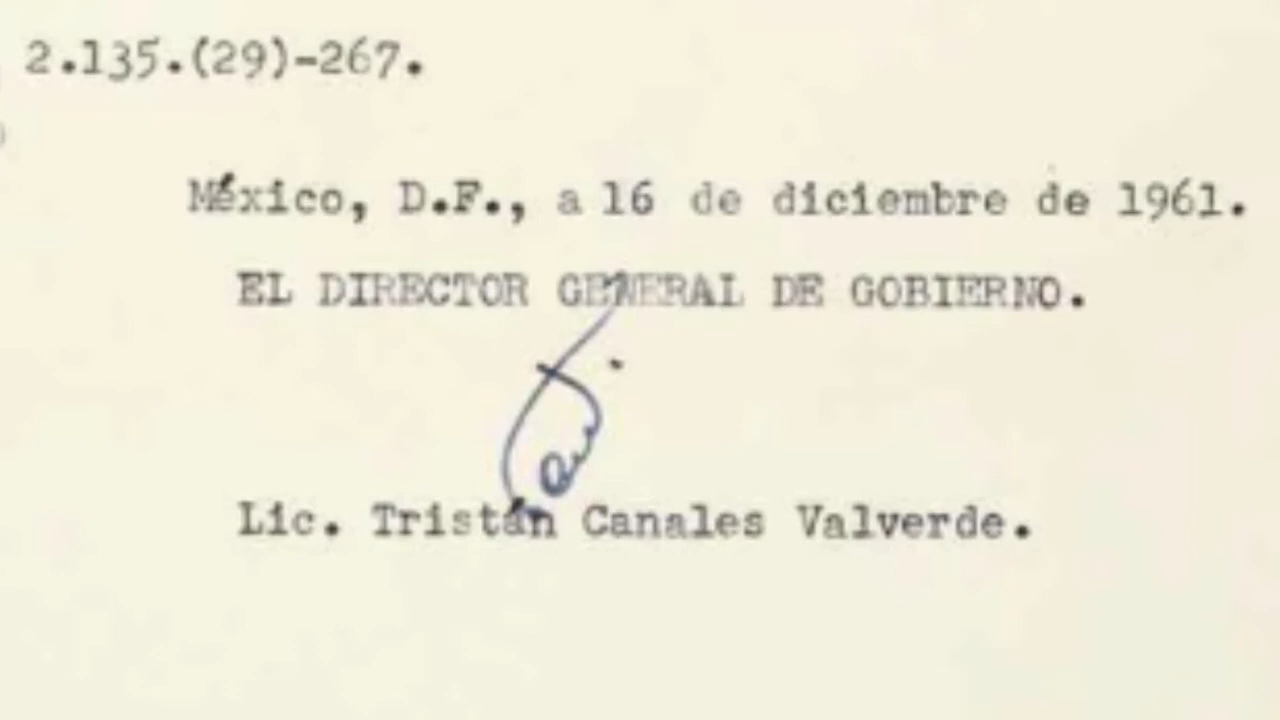 2.135.(29)-267.
México, D.F., a 16 de diciembre de 1961.
EL DIRECTOR GENERAL DE GOBIERNO.
Lic. Tristán Canales Valverde.